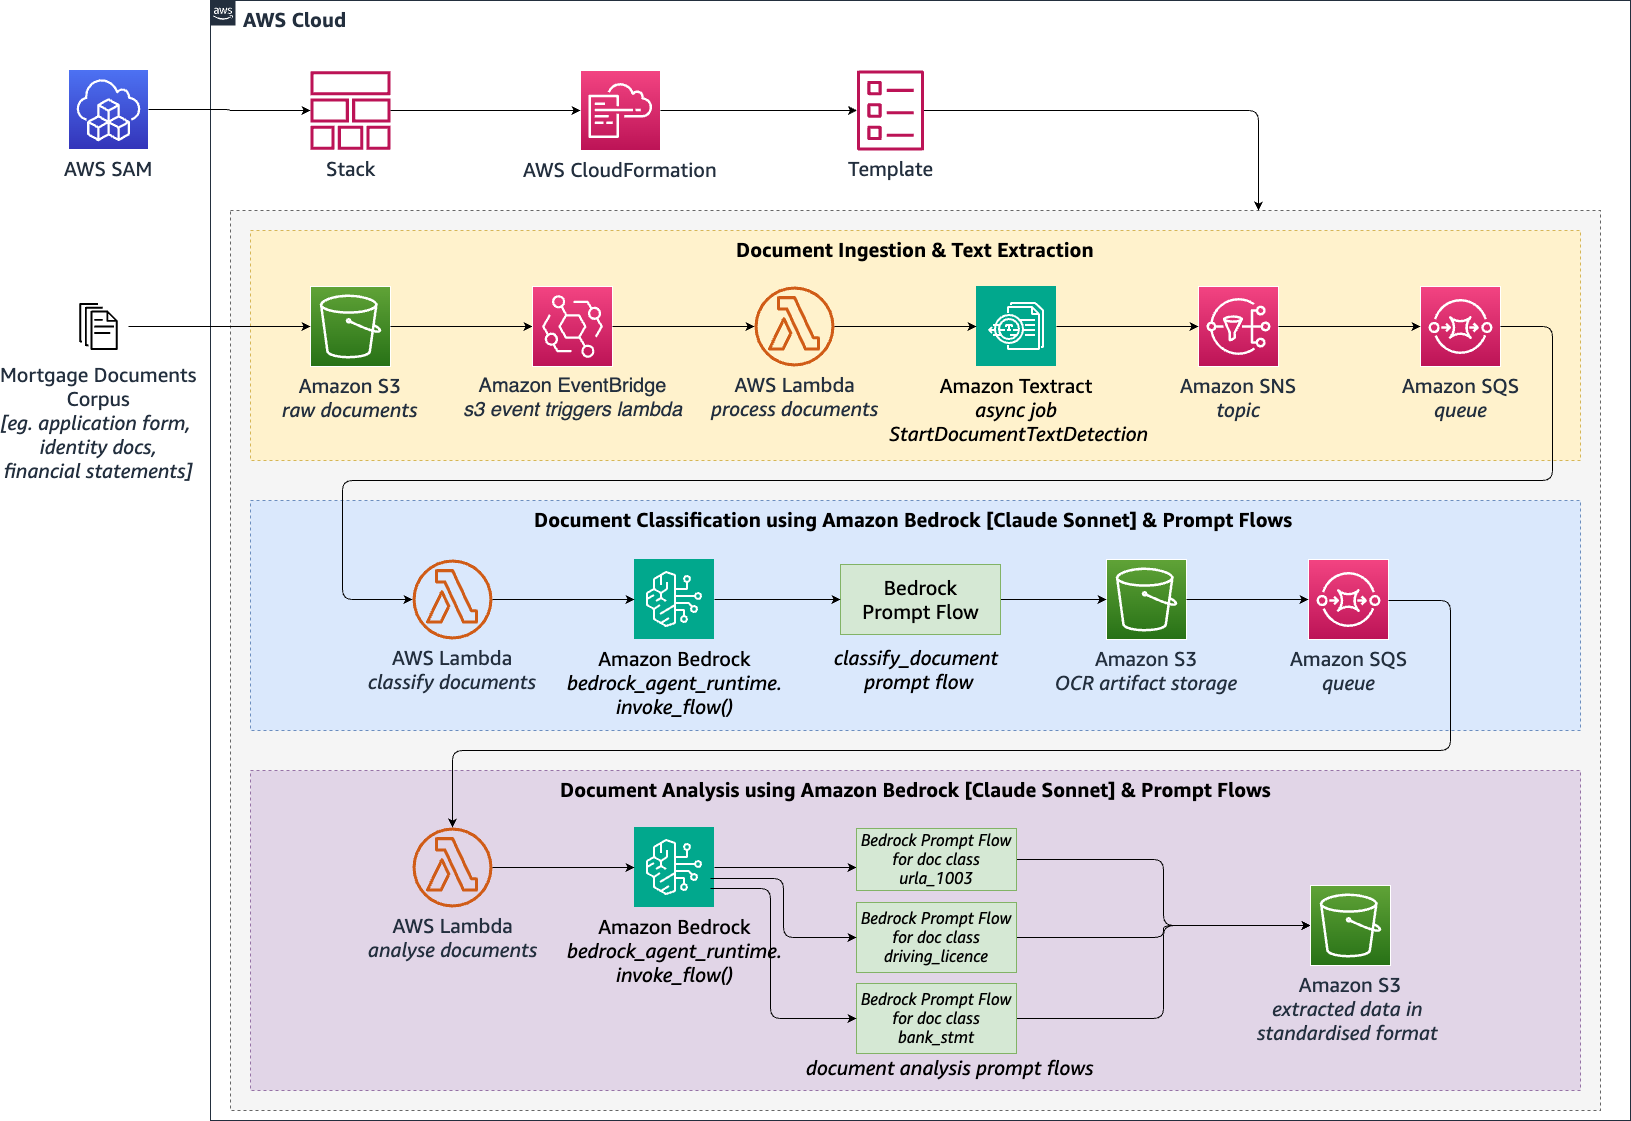 aws
AWS Cloud
AWS SAM
Stack
AWS CloudFormation
Template
Mortgage Documents
Corpus
[eg. application form,
identity docs,
financial statements]
Document Ingestion & Text Extraction
Amazon S3
raw documents
Amazon EventBridge
s3 event triggers lambda
AWS Lambda
process documents
Amazon Textract
async job
StartDocumentTextDetection
Amazon SNS
topic
Amazon SQS
queue
Document Classification using Amazon Bedrock [Claude Sonnet] & Prompt Flows
AWS Lambda
classify documents
Amazon Bedrock
bedrock_agent_runtime.
invoke_flow()
Bedrock
Prompt Flow
classify_document
prompt flow
Amazon S3
OCR artifact storage
Amazon SQS
queue
Document Analysis using Amazon Bedrock [Claude Sonnet] & Prompt Flows
AWS Lambda
analyse documents
Amazon Bedrock
bedrock_agent_runtime.
invoke_flow()
Bedrock Prompt Flow
for doc class
urla_1003
Bedrock Prompt Flow
for doc class
driving_licence
Bedrock Prompt Flow
for doc class
bank_stmt
document analysis prompt flows
Amazon S3
extracted data in
standardised format